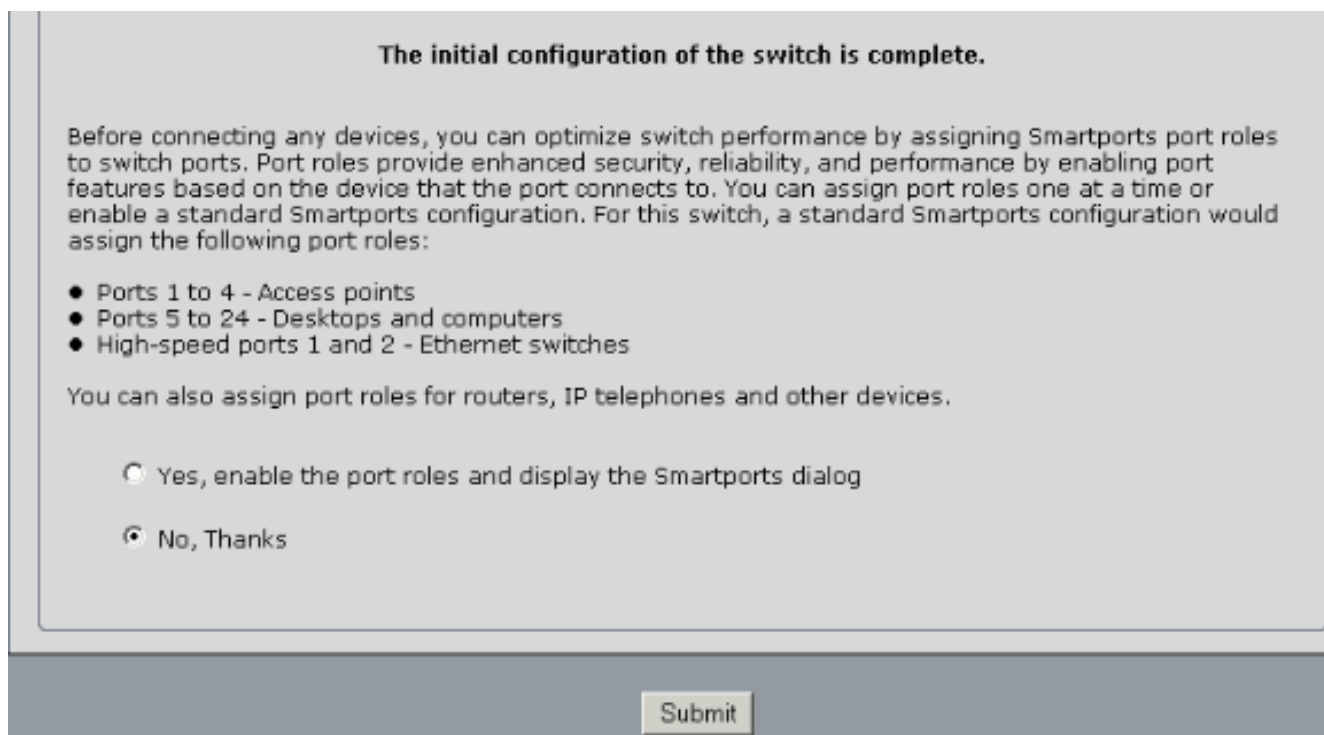 The initial configuration of the switch is complete.
Before connecting any devices, you can optimize switch performance by assigning Smartports port roles
to switch ports. Port roles provide enhanced security, reliability, and performance by enabling port
features based on the device that the port connects to. You can assign port roles one at a time or
enable a standard Smartports configuration. For this switch, a standard Smartports configuration would
assign the following port roles:
● Ports 1 to 4 - Access points
● Ports 5 to 24 - Desktops and computers
● High-speed ports 1 and 2 - Ethernet switches
You can also assign port roles for routers, IP telephones and other devices.
Yes, enable the port roles and display the Smartports dialog
No, Thanks
Submit